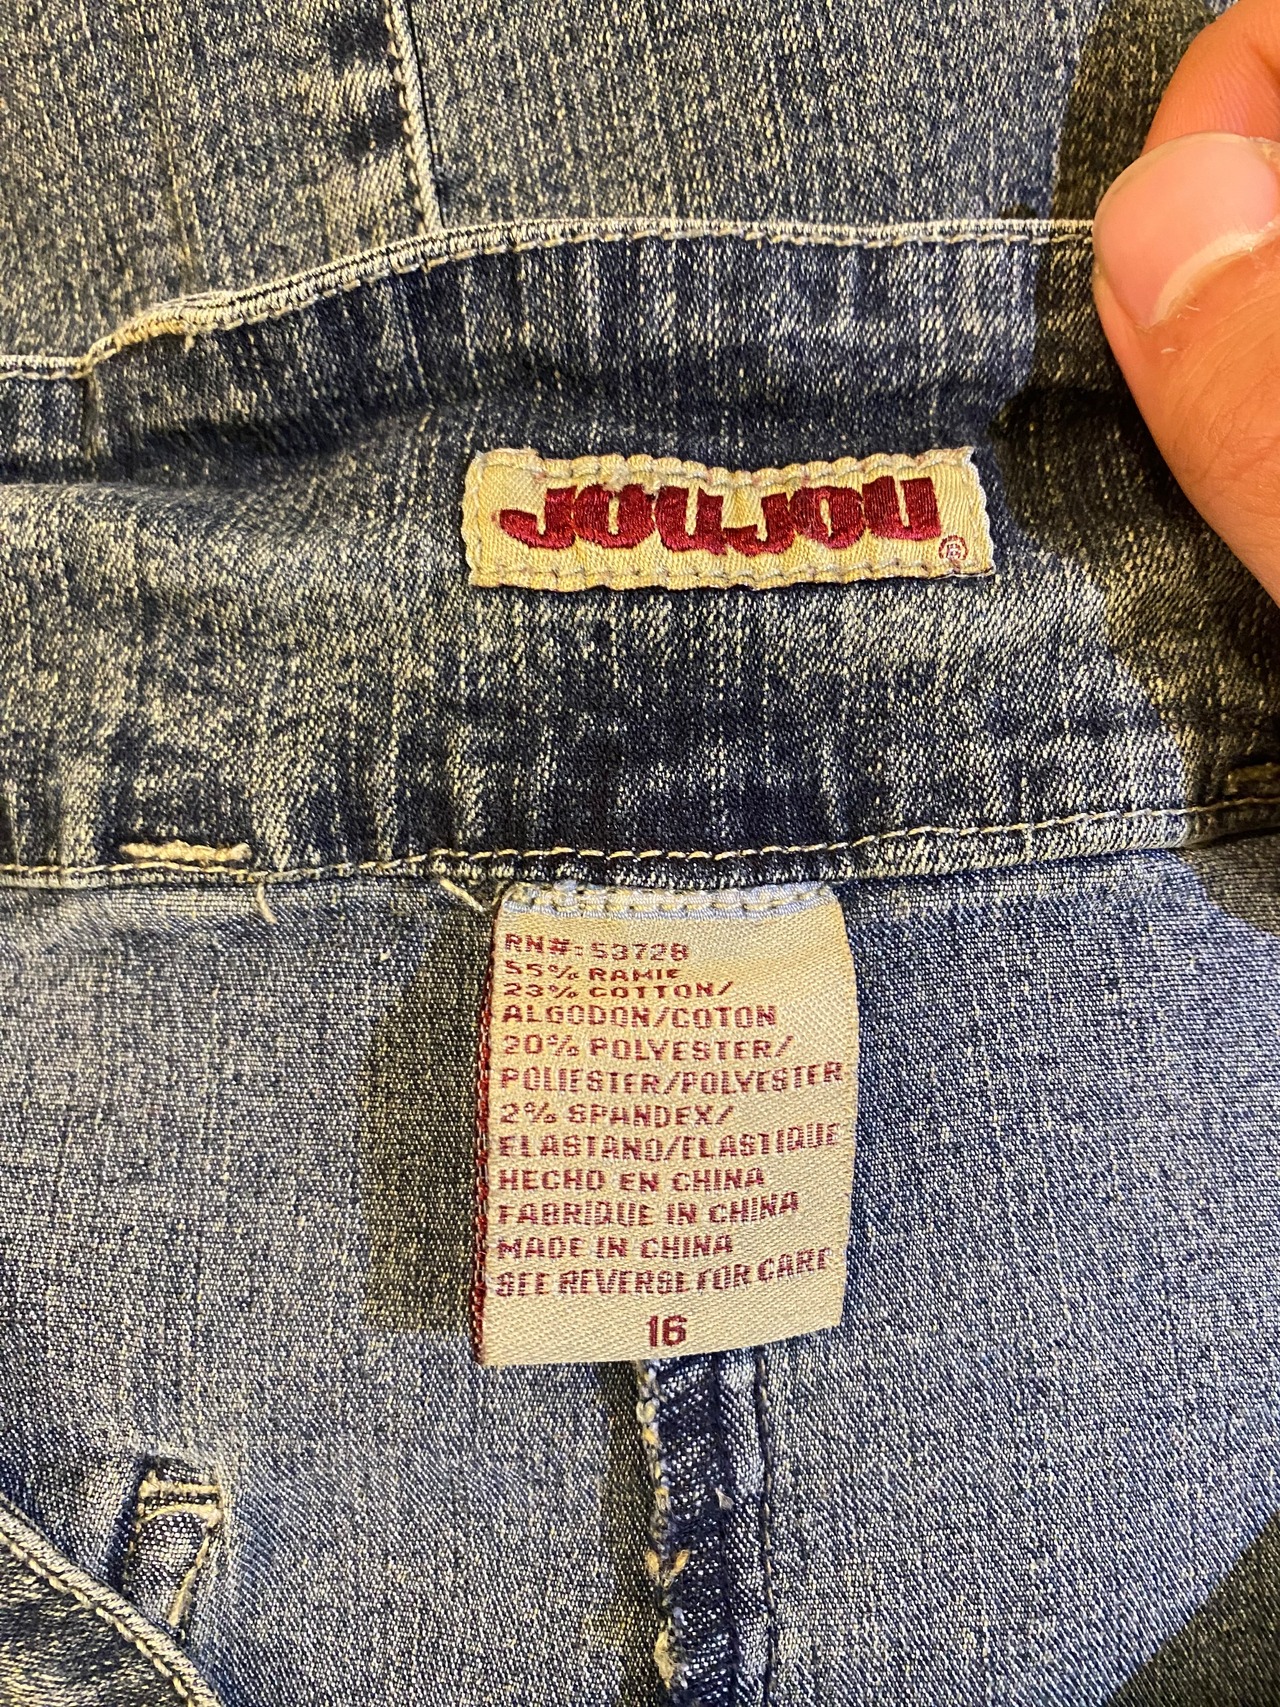 JOUJOU®
RN#:53728
55% RAMIE
23% COTTON/
ALGODON/COTON
20% POLYESTER/
POLIESTER/POLYESTER
2% SPANDEX/
ELASTANO/ELASTIQUE
HECHO EN CHINA
FABRIQUE IN CHINA
MADE IN CHINA
SEE REVERSE FOR CARE
16